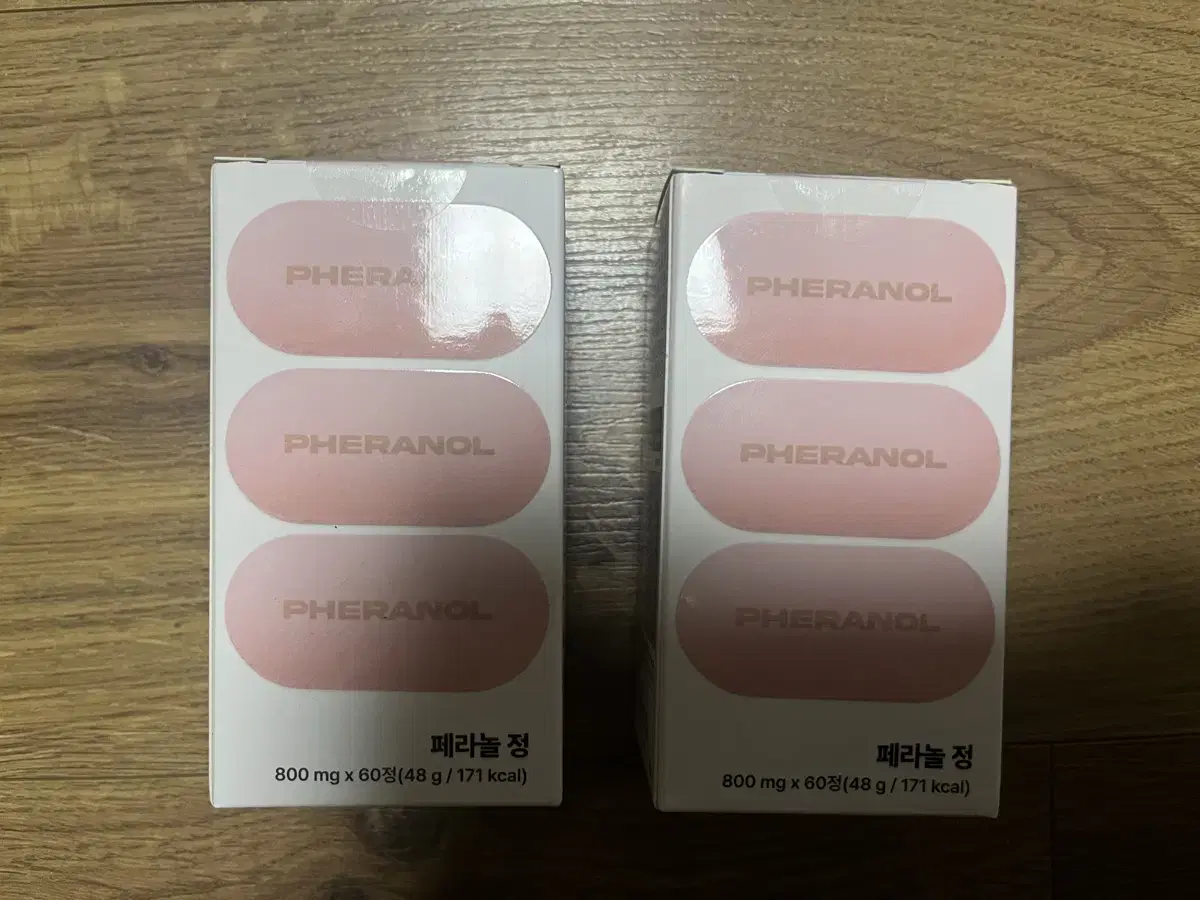 PHERA
PHERANOL
PHERANOL
페라놀 정
800 mg x 60정(48 g / 171 kcal)
PHERANOL
PHERANOL
PHERANOL
페라놀 정
800 mg x 60정(48 g / 171 kcal)